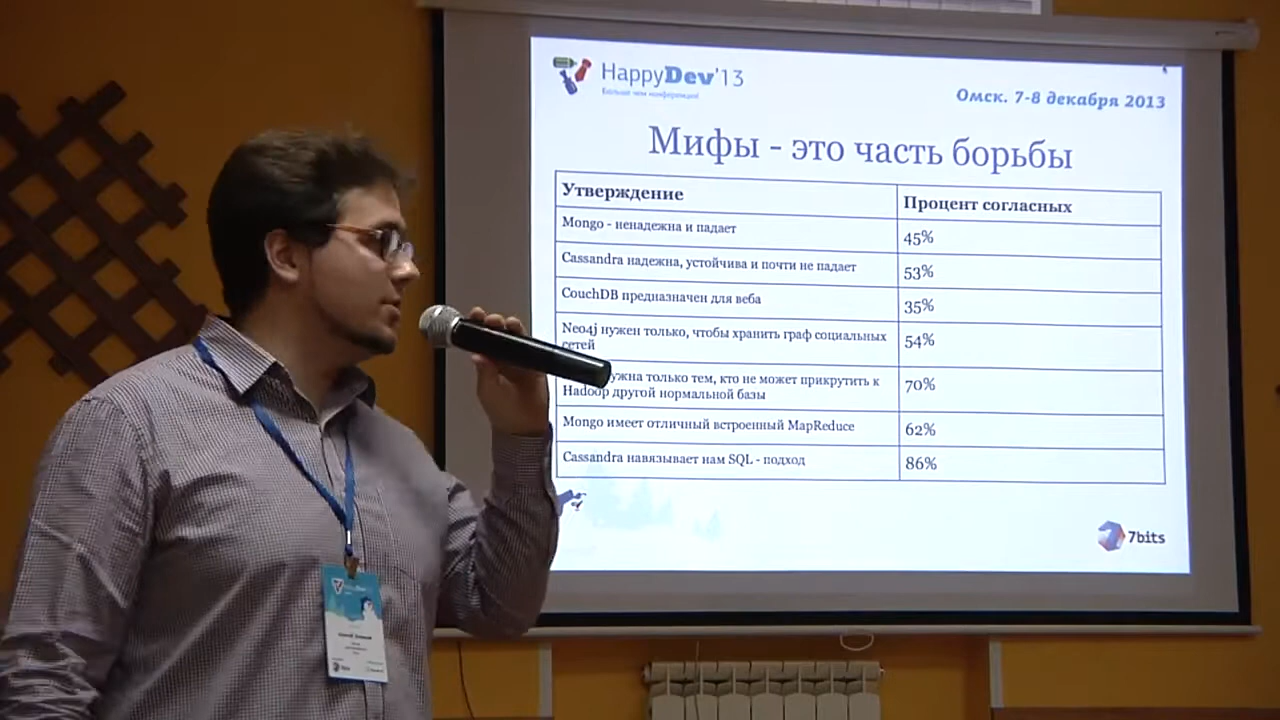 HappyDev'13
Больше чем конференция!
Омск. 7-8 декабря 2013
Мифы - это часть борьбы
Утверждение
Процент согласных
Mongo - ненадежна и падает
45%
Cassandra надежна, устойчива и почти не падает
53%
CouchDB предназначен для веба
35%
Neo4j нужен только, чтобы хранить граф социальных
сетей
54%
только тем, кто не может прикрутить к
Hadoop другой нормальной базы
70%
Mongo имеет отличный встроенный MapReduce
62%
Cassandra навязывает нам SQL - подход
86%
7bits